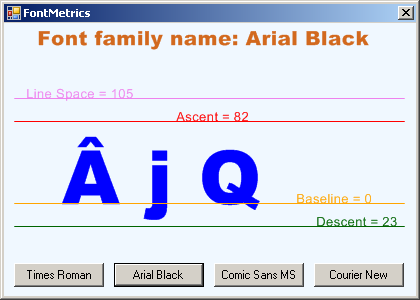 FontMetrics
Font family name: Arial Black
Line Space = 105
Ascent = 82
Â j Q
Baseline = 0
Descent = 23
Times Roman
Arial Black
Comic Sans MS
Courier New